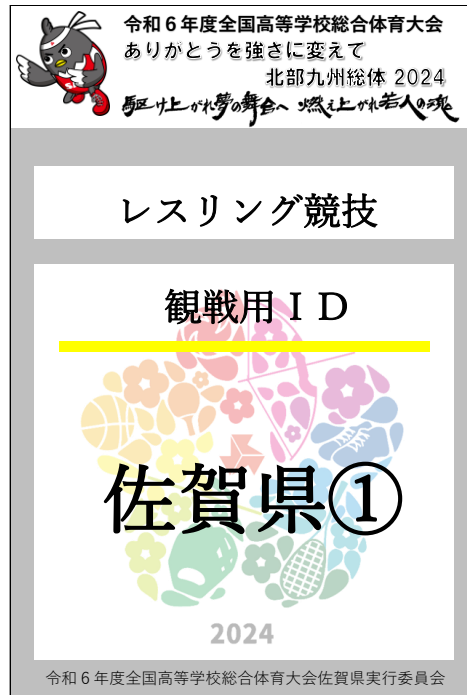 令和６年度全国高等学校総合体育大会
ありがとうを強さに変えて
北部九州総体 2024
駆け上がれ夢の舞台へ 燃え上がれ若人の魂
レスリング競技
観戦用ＩＤ
佐賀県①
2024
令和６年度全国高等学校総合体育大会佐賀県実行委員会